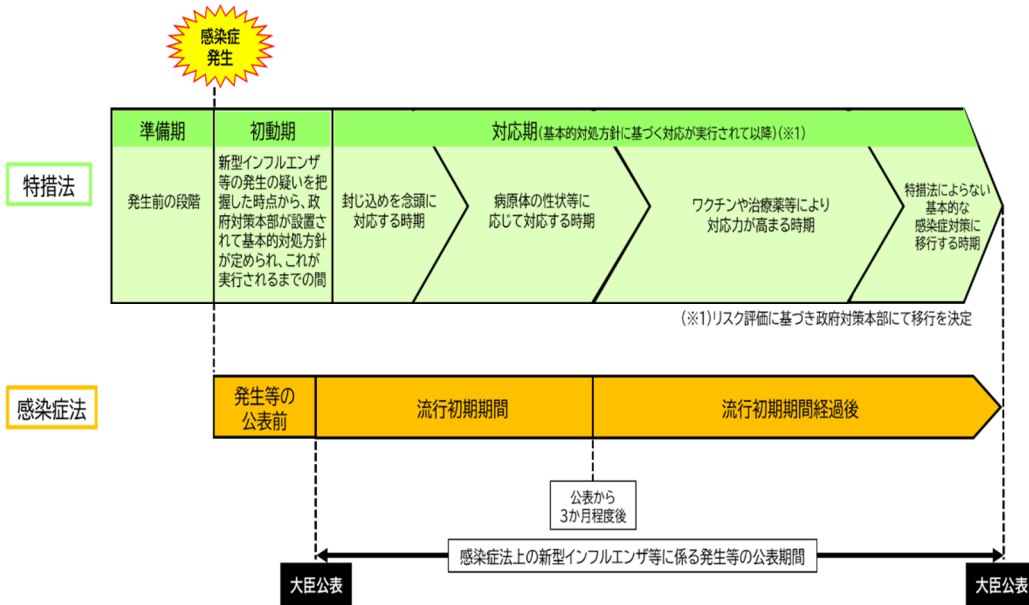 感染症
発生
準備期
初動期
対応期(基本的対処方針に基づく対応が実行されて以降)(※1)
特措法
発生前の段階
新型インフルエンザ
等の発生の疑いを把
握した時点から、政
府対策本部が設置さ
れて基本的対処方針
が定められ、これが
実行されるまでの間
封じ込めを念頭に
対応する時期
病原体の性状等に
応じて対応する時期
ワクチンや治療薬等により
対応力が高まる時期
特措法によらない
基本的な
感染症対策に
移行する時期
(※1)リスク評価に基づき政府対策本部にて移行を決定
感染症法
発生等の
公表前
流行初期期間
流行初期期間経過後
公表から
3か月程度後
感染症法上の新型インフルエンザ等に係る発生等の公表期間
大臣公表
大臣公表